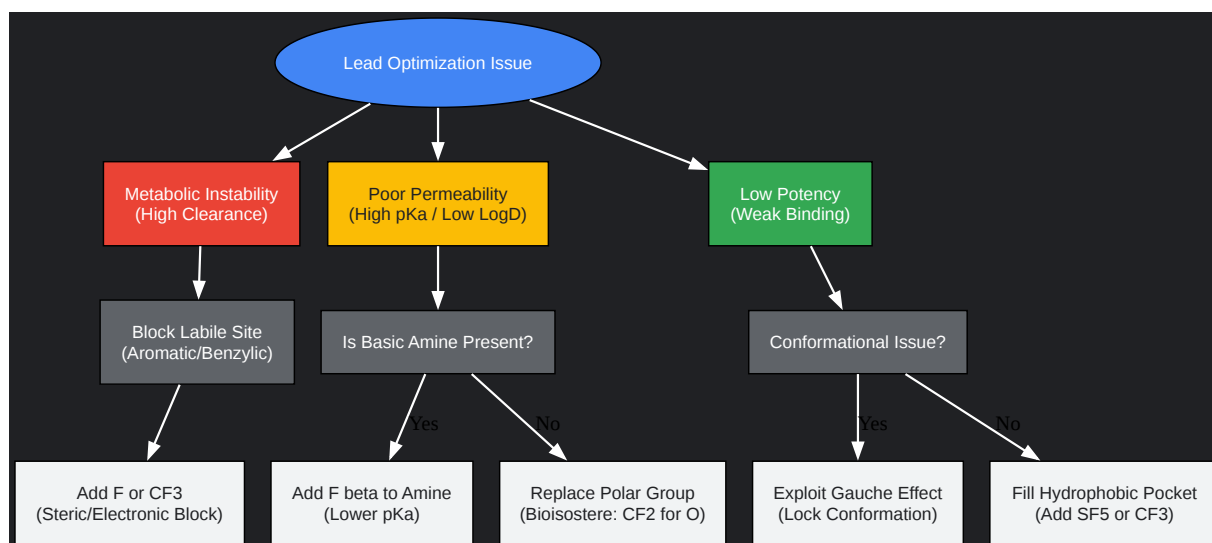 Lead Optimization Issue
Metabolic Instability
(High Clearance)
Poor Permeability
(High pKa / Low LogD)
Low Potency
(Weak Binding)
Block Labile Site
(Aromatic/Benzylic)
Is Basic Amine Present?
Conformational Issue?
Yes
No
Yes
No
Add F or CF3
(Steric/Electronic Block)
Add F beta to Amine
(Lower pKa)
Replace Polar Group
(Bioisostere: CF2 for O)
Exploit Gauche Effect
(Lock Conformation)
Fill Hydrophobic Pocket
(Add SF5 or CF3)